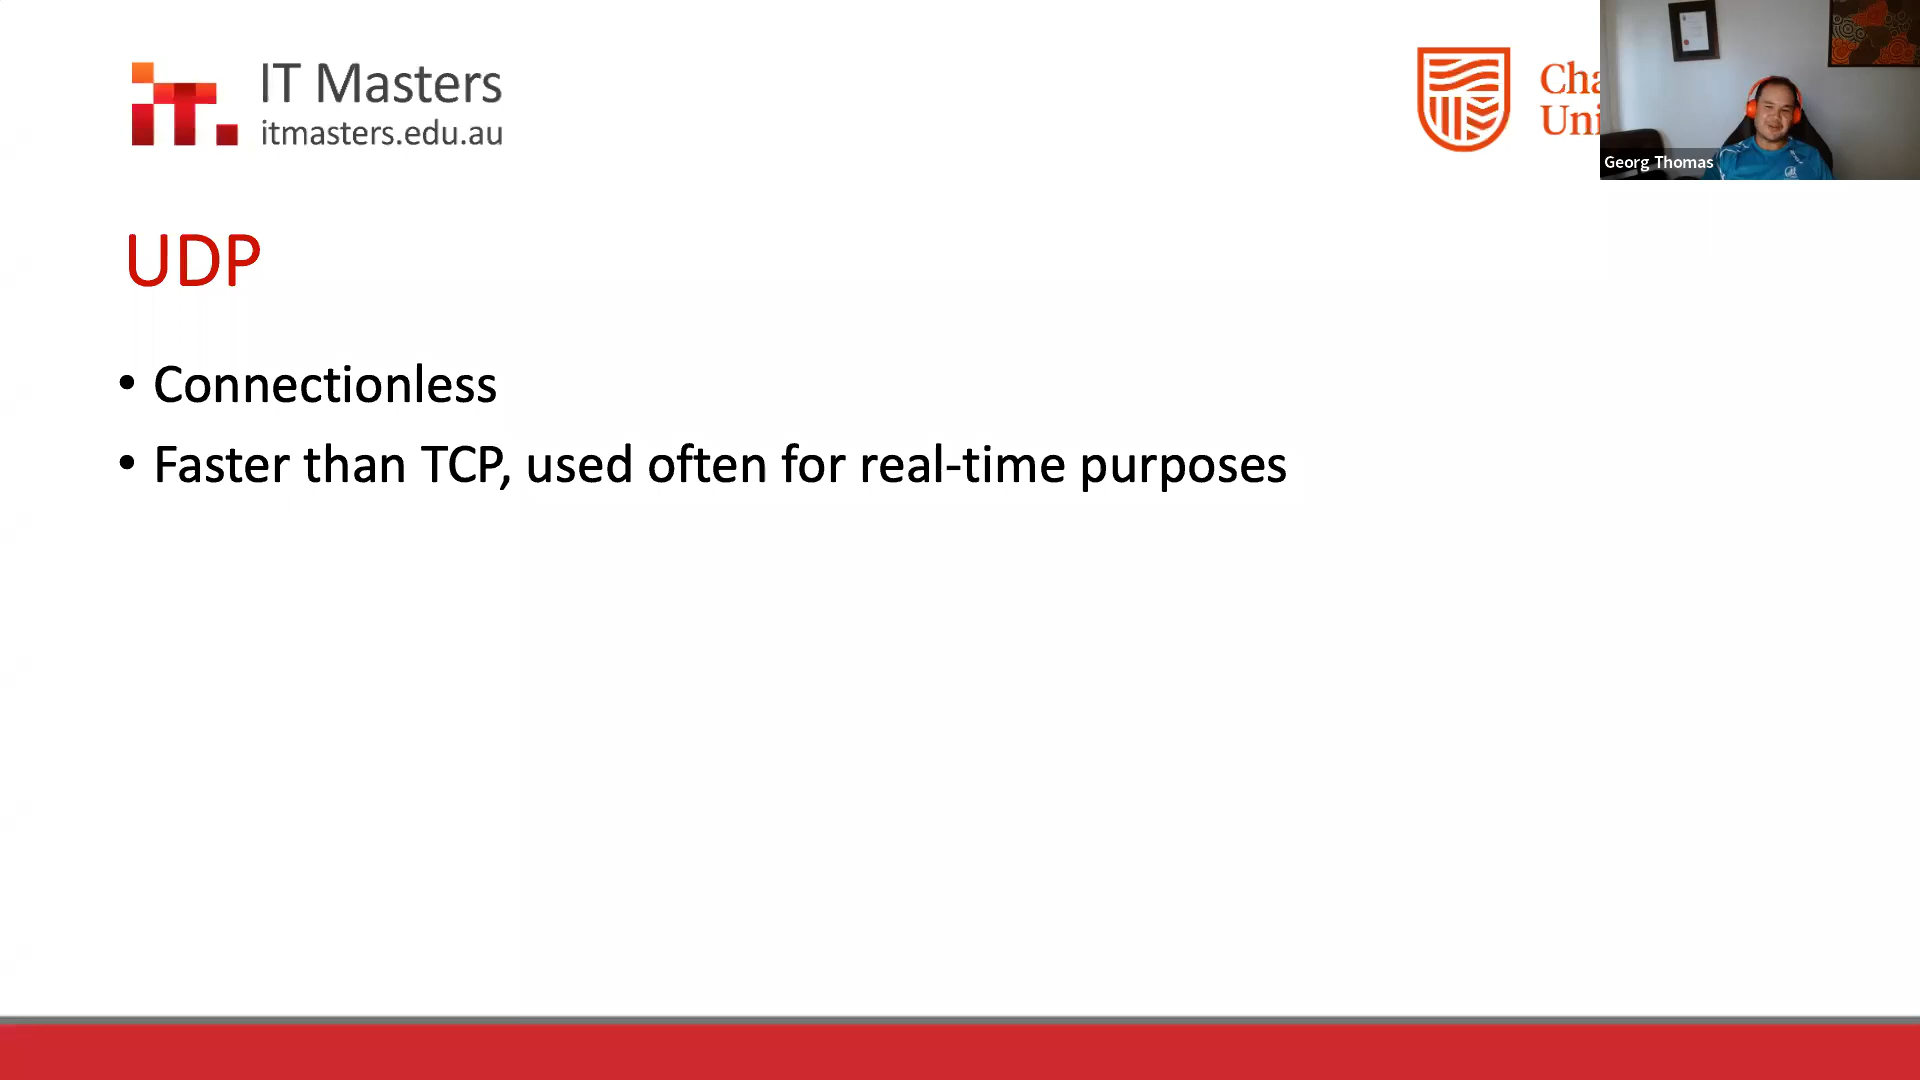 IT Masters
itmasters.edu.au
Georg Thomas
UDP
• Connectionless
• Faster than TCP, used often for real-time purposes